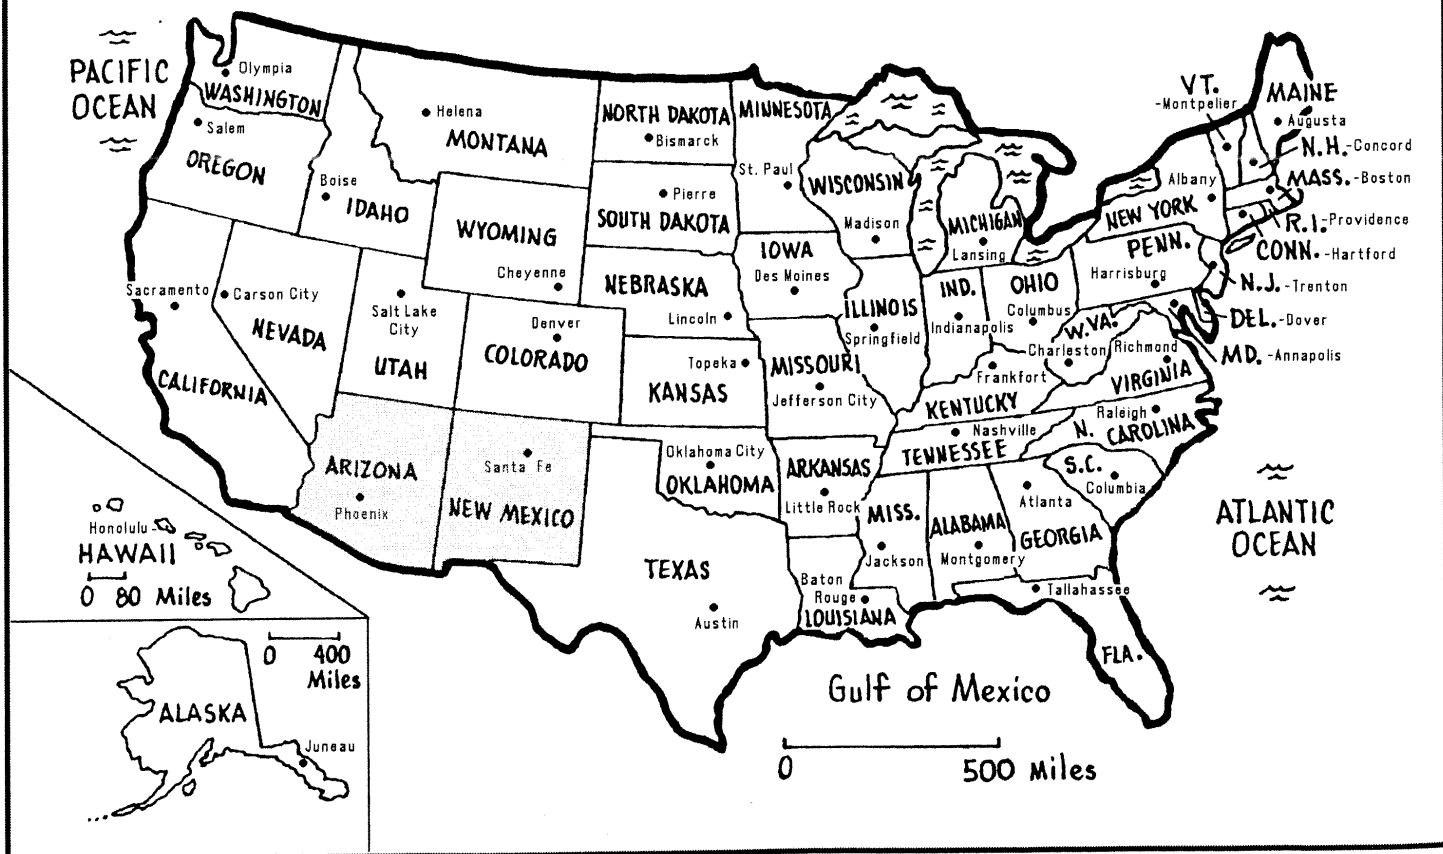 PACIFIC
OCEAN
Olympia
WASHINGTON
Salem
OREGON
Helena
MONTANA
Boise
IDAHO
WYOMING
Cheyenne
NORTH DAKOTA
Bismarck
Pierre
SOUTH DAKOTA
MINNESOTA
St. Paul
WISCONSIN
Madison
MICHIGAN
Lansing
VT.
-Montpelier
MAINE
Augusta
N.H.-Concord
MASS.-Boston
Albany
NEW YORK
R.I.-Providence
CONN.-Hartford
PENN.
Harrisburg
N.J.-Trenton
DEL.-Dover
MD.-Annapolis
Sacramento
CALIFORNIA
Carson City
NEVADA
Salt Lake
City
UTAH
Denver
COLORADO
NEBRASKA
Lincoln
Topeka
KANSAS
IOWA
Des Moines
ILLINOIS
Springfield
IND.
Indianapolis
OHIO
Columbus
W.VA.
Charleston
Richmond
VIRGINIA
MISSOURI
Jefferson City
Frankfort
KENTUCKY
Nashville
TENNESSEE
Raleigh
N. CAROLINA
S.C.
Columbia
ARIZONA
Phoenix
Santa Fe
NEW MEXICO
Oklahoma City
OKLAHOMA
ARKANSAS
Little Rock
MISS.
Jackson
ALABAMA
Montgomery
Atlanta
GEORGIA
TEXAS
Austin
Baton
Rouge
LOUISIANA
Tallahassee
FLA.
ATLANTIC
OCEAN
Gulf of Mexico
0 500 Miles
Honolulu-
HAWAII
0 80 Miles
0 400
Miles
ALASKA
Juneau